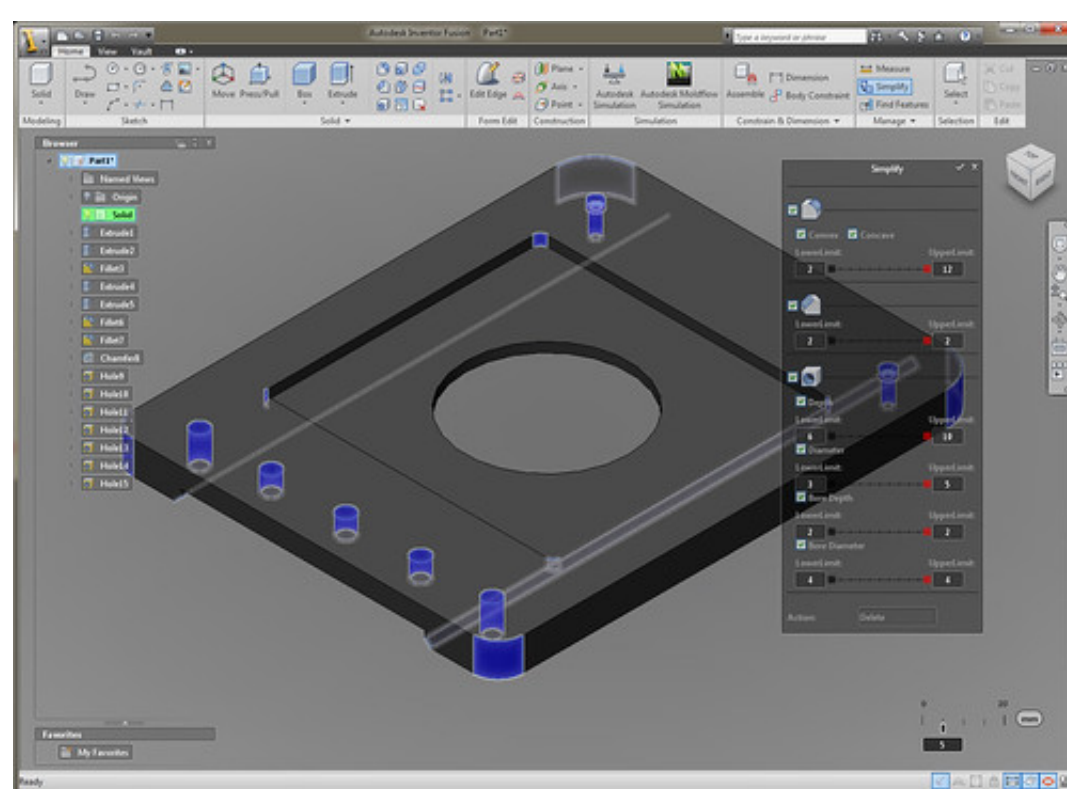 Autodesk Inventor Fusion Part1*
Type a keyword or phrase
Home View Vault
Solid
Draw
Move Press/Pull
Box
Extrude
Edit Edge
Plane
Axis
Point
Autodesk Simulation
Autodesk Moldflow Simulation
Assemble
Dimension
Body Constraint
Measure
Simplify
Find Features
Select
Cut
Copy
Paste
Modeling
Sketch
Solid
Form Edit
Construction
Simulation
Constrain & Dimension
Manage
Selection
Edit
Browser
Part1*
Named Views
Origin
Solid
Extrude1
Extrude2
Fillet3
Extrude4
Extrude5
Fillet6
Fillet7
Chamfer8
Hole9
Hole10
Hole11
Hole12
Hole13
Hole14
Hole15
Favorites
My Favorites
Ready
Simplify
Convex Concave
LowerLimit: UpperLimit:
2 12
LowerLimit: UpperLimit:
2 2
Depth
LowerLimit: UpperLimit:
6 10
Diameter
LowerLimit: UpperLimit:
3 5
Bore Depth
LowerLimit: UpperLimit:
2 2
Bore Diameter
LowerLimit: UpperLimit:
4 4
Action: Delete
TOP
FRONT
RIGHT
0 20
mm
5